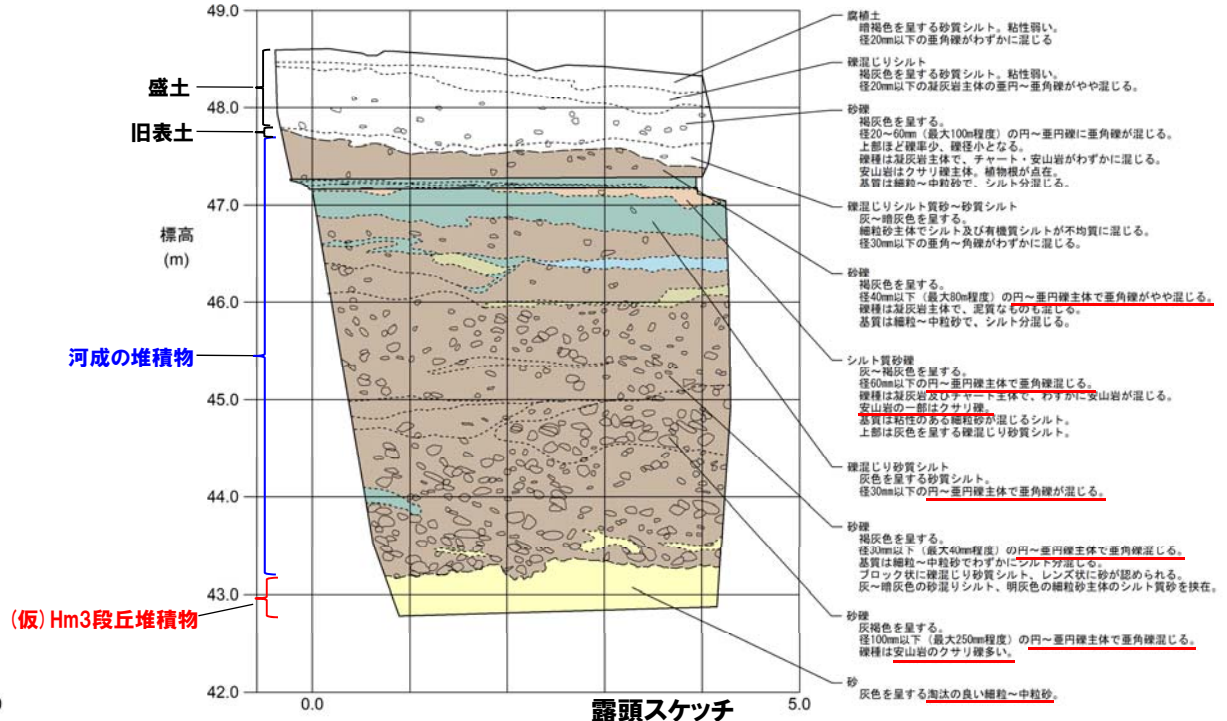 49.0
48.0
47.0
46.0
45.0
44.0
43.0
42.0
標高
(m)
盛土
旧表土
河成の堆積物
(仮)Hm3段丘堆積物
0.0
5.0
露頭スケッチ
腐植土
暗褐色を呈する砂質シルト。粘性弱い。
径20mm以下の亜角礫がわずかに混じる
礫混じりシルト
褐灰色を呈する砂質シルト。粘性弱い。
径20mm以下の凝灰岩主体の亜円～亜角礫がやや混じる。
砂礫
褐灰色を呈する。
径20～60mm（最大100m程度）の円～亜円礫に亜角礫が混じる。
上部ほど礫率少、礫径小となる。
礫種は凝灰岩主体で、チャート・安山岩がわずかに混じる。
安山岩はクサリ礫主体。植物根が点在。
基質は細粒～中粒砂で、シルト分混じる。
礫混じりシルト質砂～砂質シルト
灰～暗灰色を呈する。
細粒砂主体でシルト及び有機質シルトが不均質に混じる。
径30mm以下の亜角～角礫がわずかに混じる。
砂礫
褐灰色を呈する。
径40mm以下（最大80m程度）の円～亜円礫主体で亜角礫がやや混じる。
礫種は凝灰岩主体で、泥質なものも混じる。
基質は細粒～中粒砂で、シルト分混じる。
シルト質砂礫
灰～褐灰色を呈する。
径60mm以下の円～亜円礫主体で亜角礫混じる。
礫種は凝灰岩及びチャート主体で、わずかに安山岩が混じる。
安山岩の一部はクサリ礫。
基質は粘性のある細粒砂が混じるシルト。
上部は灰色を呈する礫混じり砂質シルト。
礫混じり砂質シルト
灰色を呈する砂質シルト。
径30mm以下の円～亜円礫主体で亜角礫が混じる。
砂礫
褐灰色を呈する。
径30mm以下（最大40mm程度）の円～亜円礫主体で亜角礫混じる。
基質は細粒～中粒砂でわずかにシルト分混じる。
ブロック状に礫混じり砂質シルト、レンズ状に砂が認められる。
灰～暗灰色の砂混りシルト、明灰色の細粒砂主体のシルト質砂を挟在。
砂礫
灰褐色を呈する。
径100mm以下（最大250mm程度）の円～亜円礫主体で亜角礫混じる。
礫種は安山岩のクサリ礫多い。
砂
灰色を呈する淘汰の良い細粒～中粒砂。